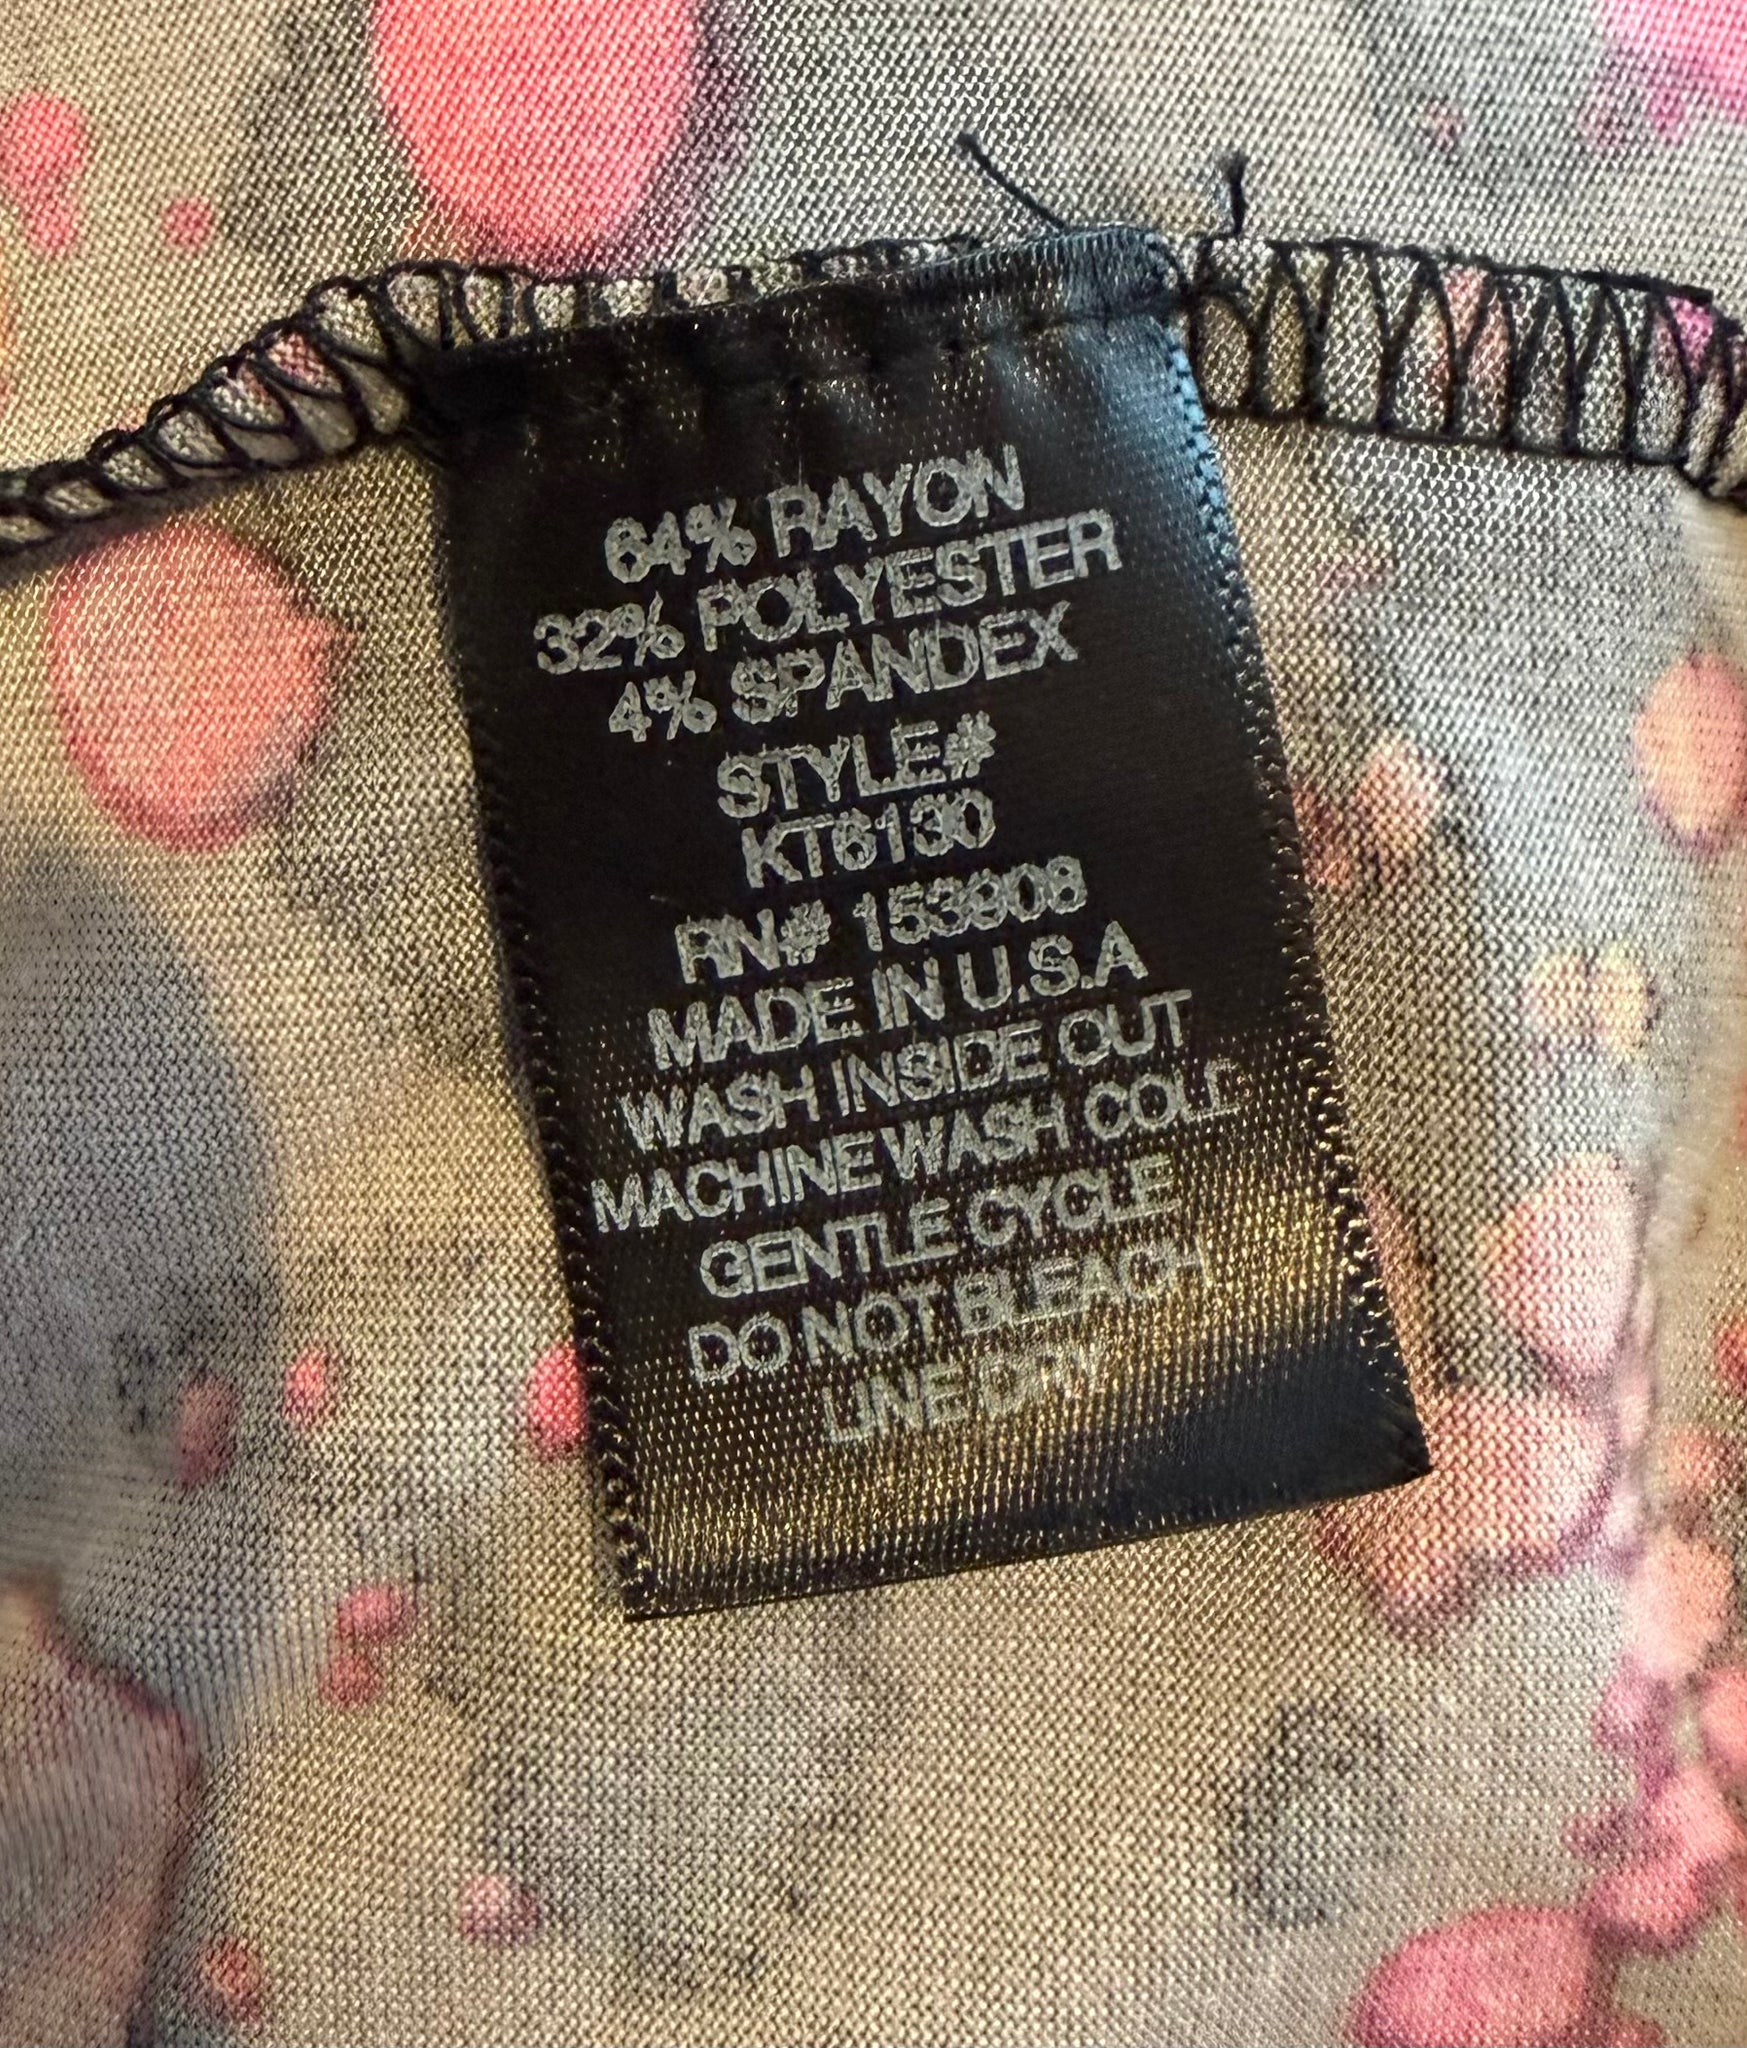 64% RAYON
32% POLYESTER
4% SPANDEX
STYLE#
KT6130
RN# 153908
MADE IN U.S.A
WASH INSIDE OUT
MACHINE WASH COLD
GENTLE CYCLE
DO NOT BLEACH
LINE DRY